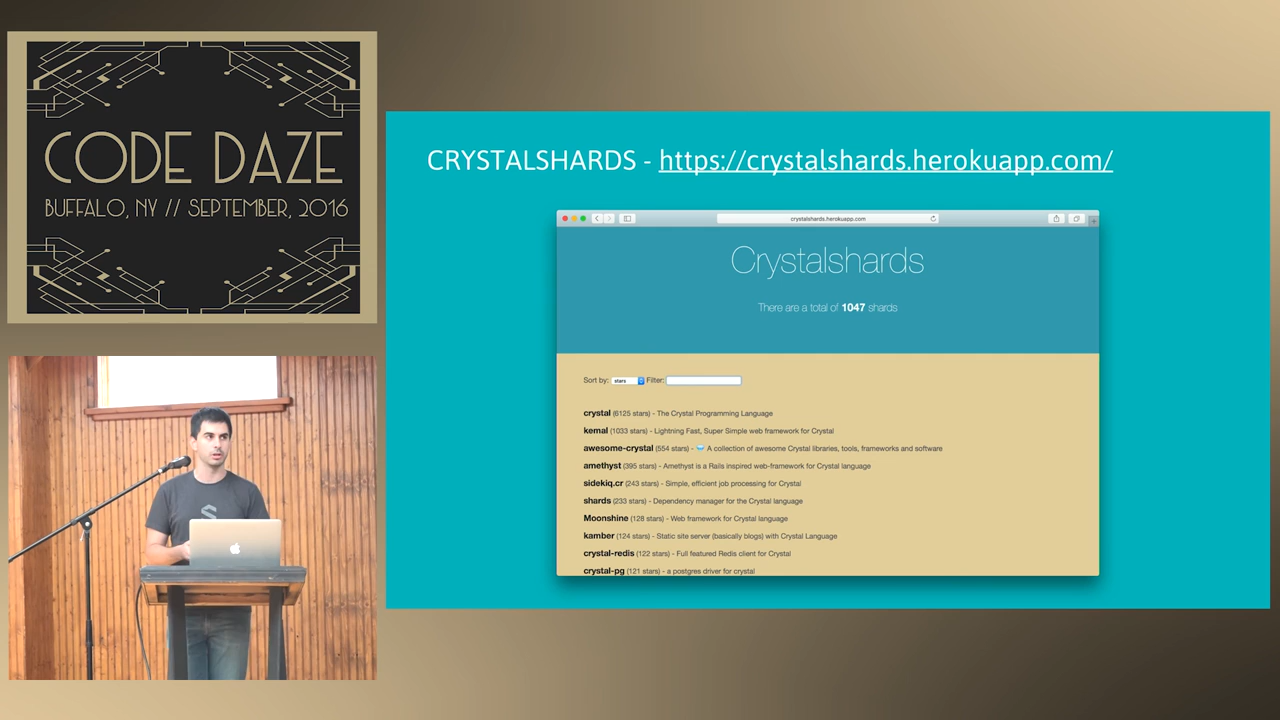 CODE DAZE
BUFFALO, NY // SEPTEMBER, 2016
CRYSTALSHARDS - https://crystalshards.herokuapp.com/
crystalshards.herokuapp.com
Crystalshards
There are a total of 1047 shards
Sort by: stars Filter:
crystal (6125 stars) - The Crystal Programming Language
kemal (1033 stars) - Lightning Fast, Super Simple web framework for Crystal
awesome-crystal (554 stars) - A collection of awesome Crystal libraries, tools, frameworks and software
amethyst (395 stars) - Amethyst is a Rails inspired web-framework for Crystal language
sidekiq.cr (243 stars) - Simple, efficient job processing for Crystal
shards (233 stars) - Dependency manager for the Crystal language
Moonshine (128 stars) - Web framework for Crystal language
kamber (124 stars) - Static site server (basically blogs) with Crystal Language
crystal-redis (122 stars) - Full featured Redis client for Crystal
crystal-pg (121 stars) - a postgres driver for crystal